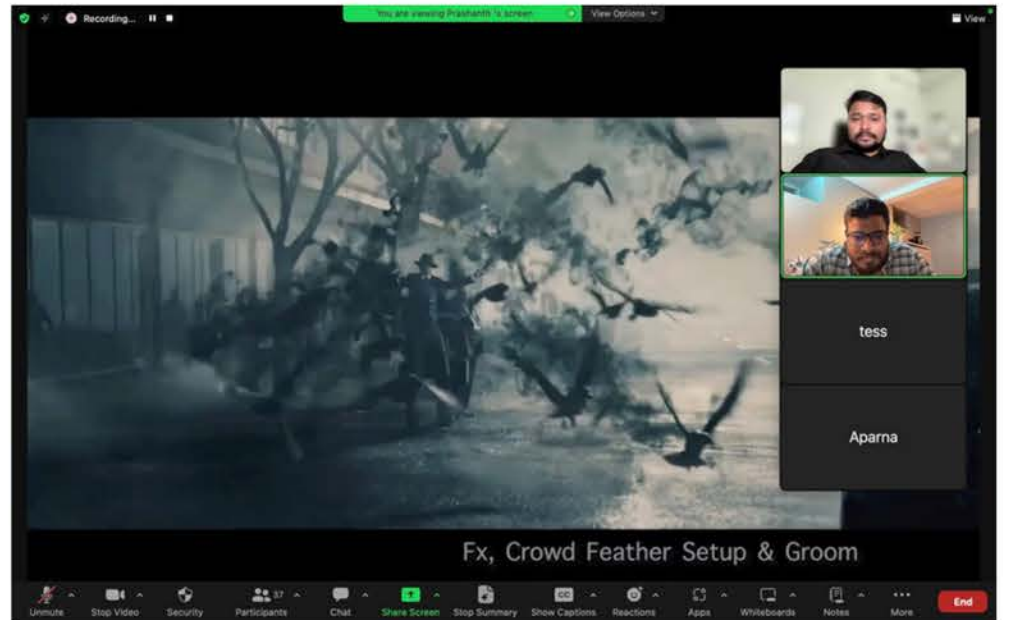 Recording...
You are viewing Prashanth 's screen
View Options
View
tess
Aparna
Fx, Crowd Feather Setup & Groom
Unmute
Stop Video
Security
37
Participants
Chat
Share Screen
Stop Summary
CC
Show Captions
Reactions
Apps
Whiteboards
Notes
More
End